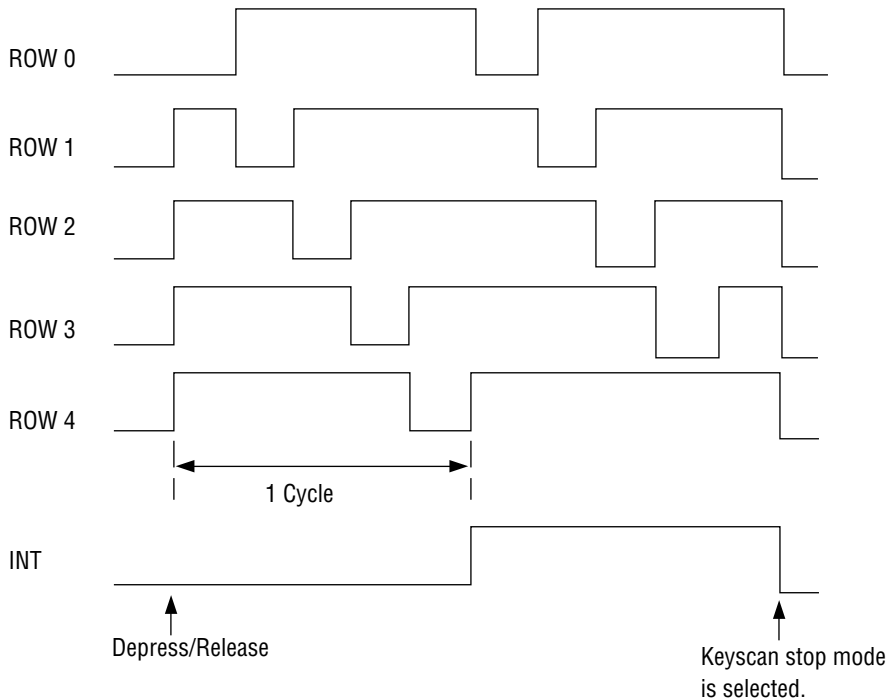 ROW 0
ROW 1
ROW 2
ROW 3
ROW 4
1 Cycle
INT
Depress/Release
Keyscan stop mode
is selected.